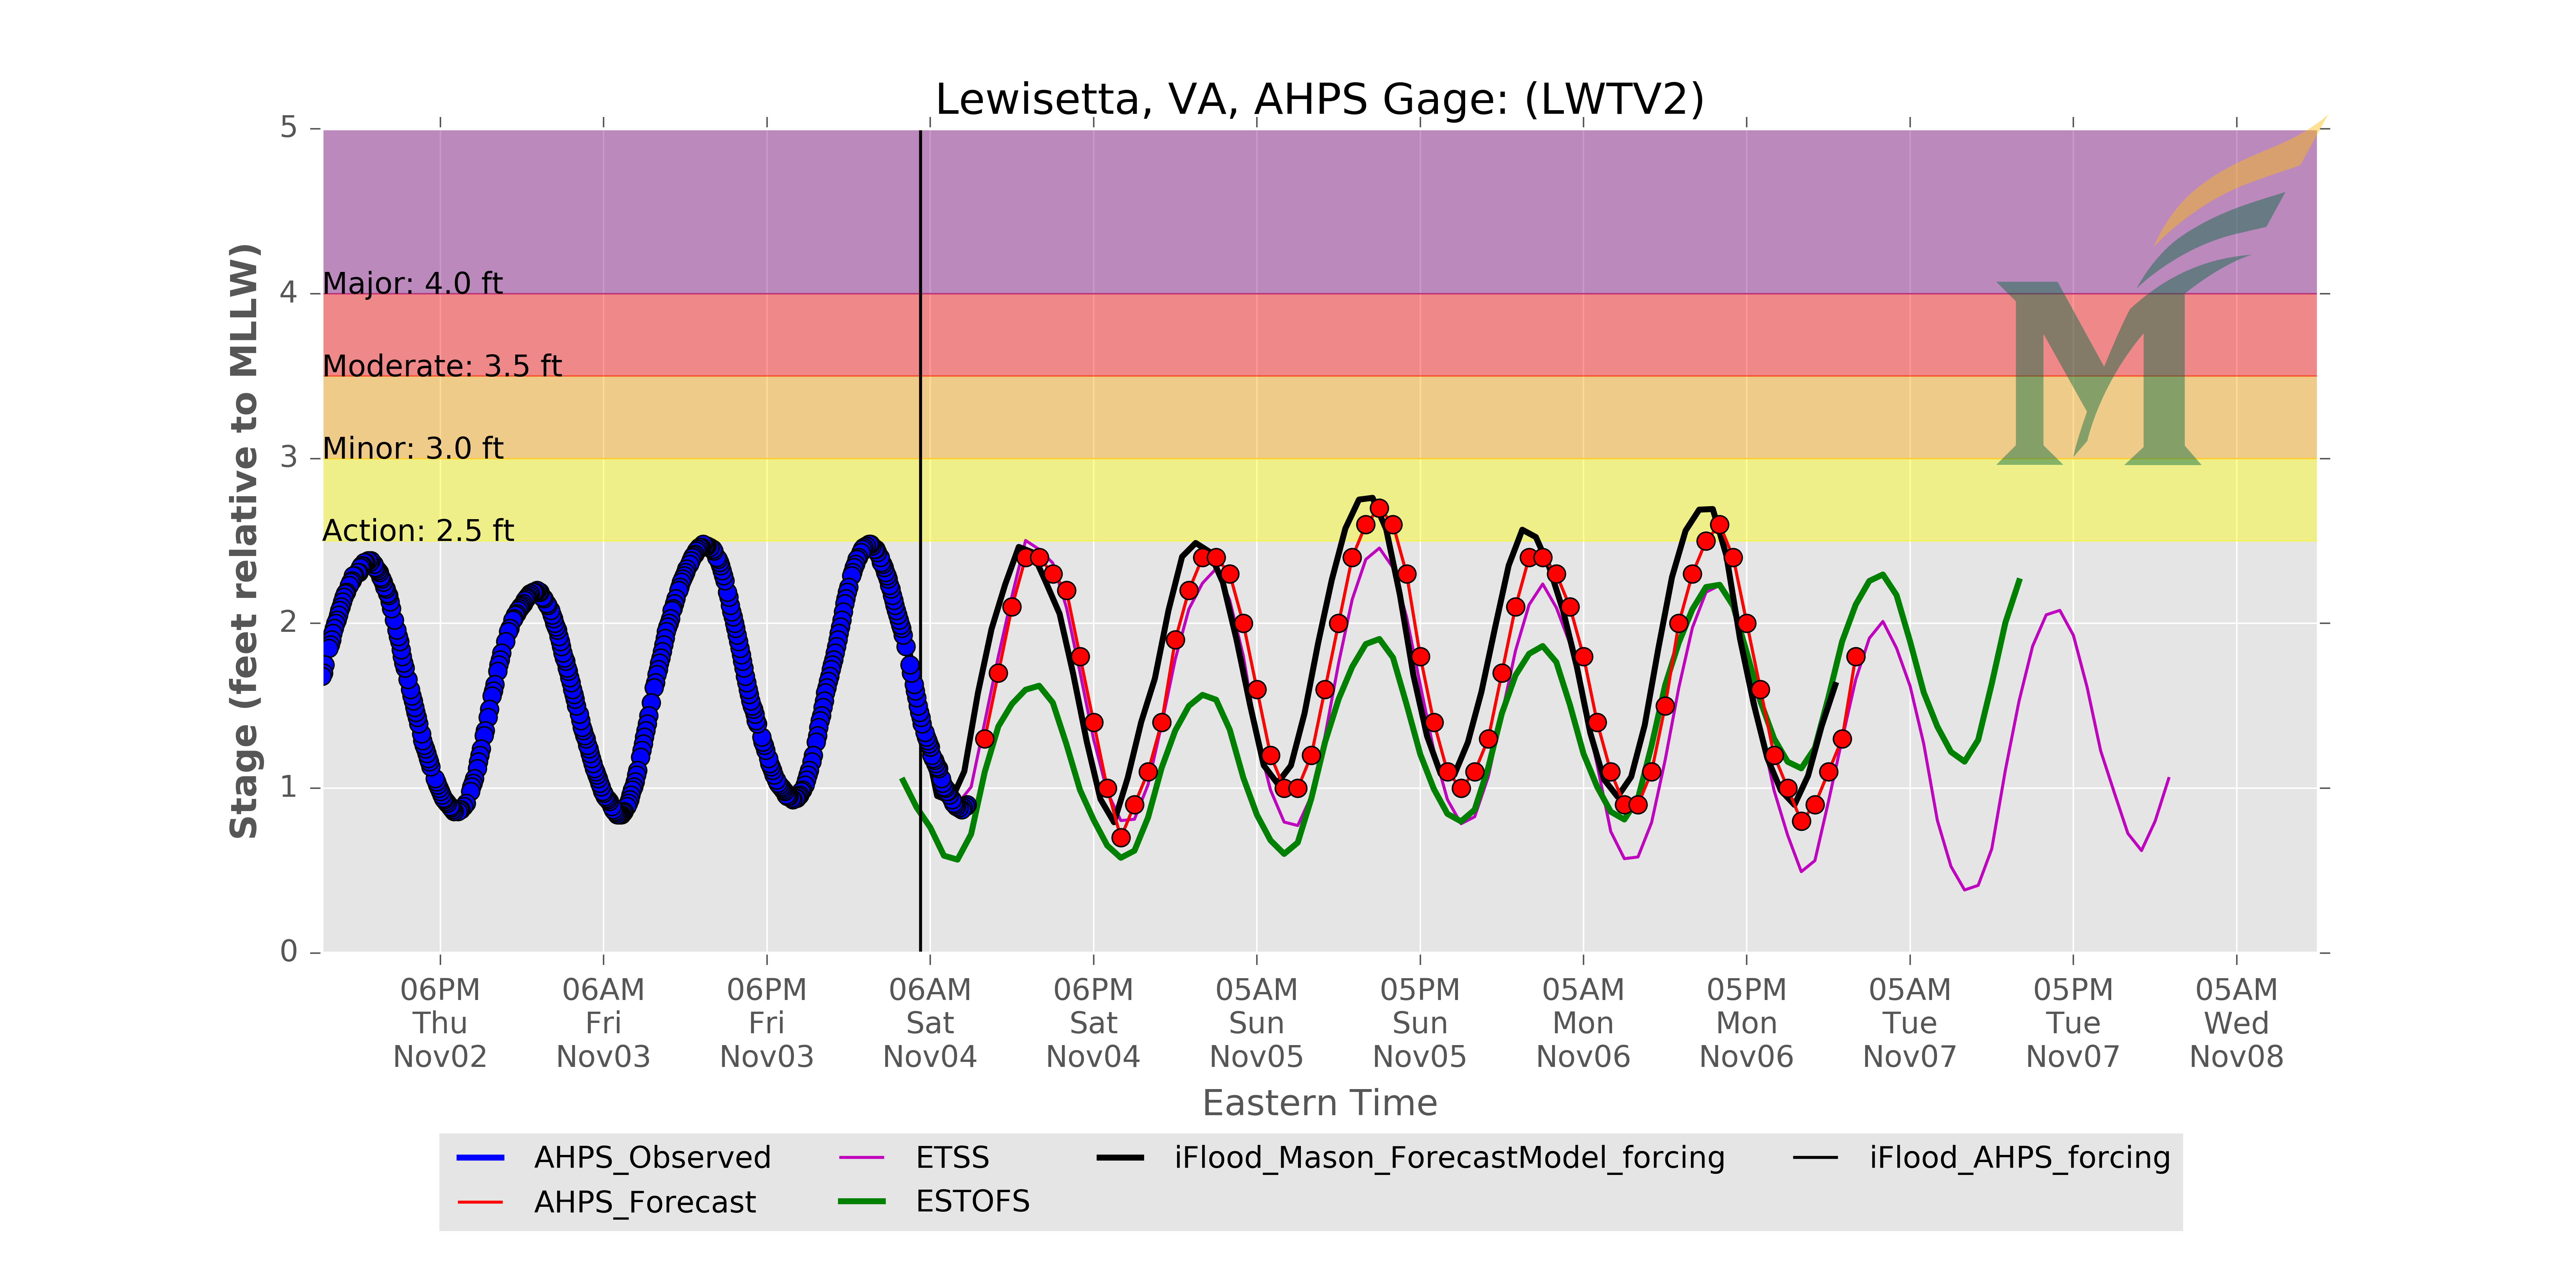 Lewisetta, VA, AHPS Gage: (LWTV2)
5
4
3
2
1
0
Stage (feet relative to MLLW)
Major: 4.0 ft
Moderate: 3.5 ft
Minor: 3.0 ft
Action: 2.5 ft
M
06PM 06AM 06PM 06AM 06PM 05AM 05PM 05AM 05PM 05AM 05PM 05AM
Thu Fri Fri Sat Sat Sun Sun Mon Mon Tue Tue Wed
Nov02 Nov03 Nov03 Nov04 Nov04 Nov05 Nov05 Nov06 Nov06 Nov07 Nov07 Nov08
Eastern Time
AHPS_Observed ETSS iFlood_Mason_ForecastModel_forcing iFlood_AHPS_forcing
AHPS_Forecast ESTOFS